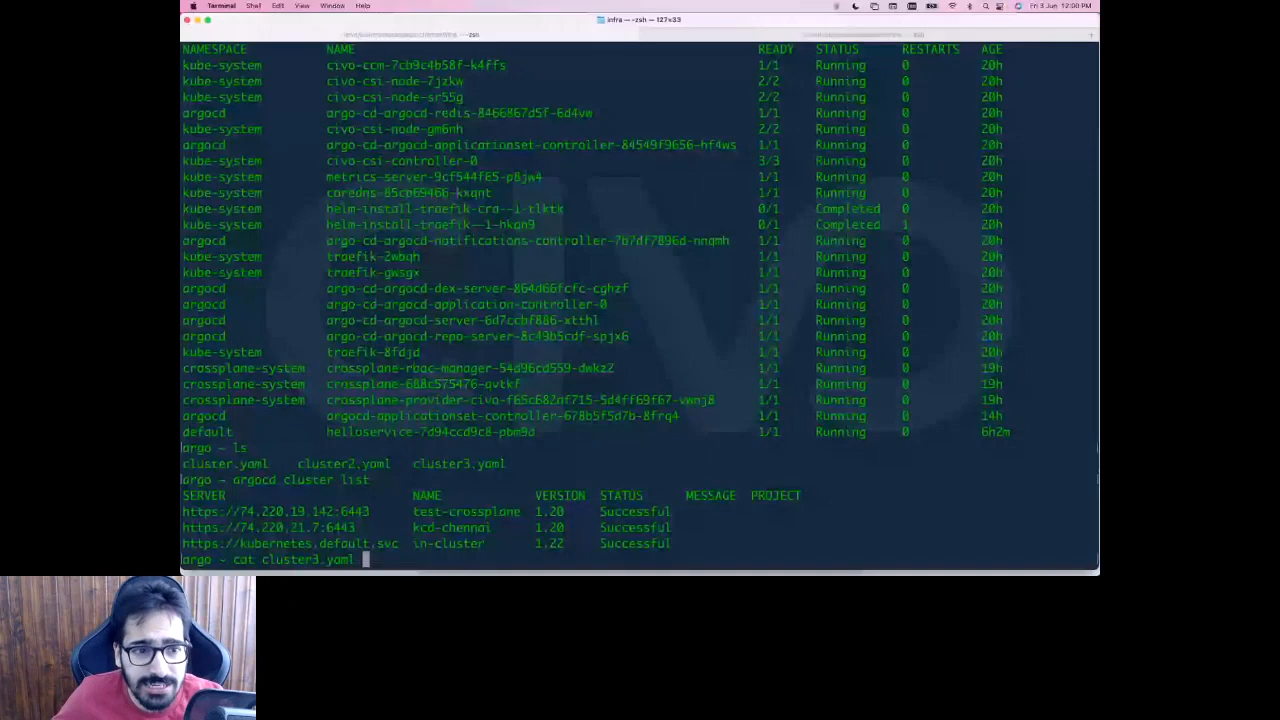 Terminal Shell Edit View Window Help Fri 3 Jun 12:00 PM
infra — -zsh — 127×33
NAMESPACE NAME READY STATUS RESTARTS AGE
kube-system civo-ccm-7cb9c4b58f-k4ffs 1/1 Running 0 20h
kube-system civo-csi-node-7jzkw 2/2 Running 0 20h
kube-system civo-csi-node-sr55g 2/2 Running 0 20h
argocd argo-cd-argocd-redis-8466867d5f-6d4vw 1/1 Running 0 20h
kube-system civo-csi-node-gm6nh 2/2 Running 0 20h
argocd argo-cd-argocd-applicationset-controller-84549f9656-hf4ws 1/1 Running 0 20h
kube-system civo-csi-controller-0 3/3 Running 0 20h
kube-system metrics-server-9cf544f65-p8jw4 1/1 Running 0 20h
kube-system coredns-85cb69466-kxqnt 1/1 Running 0 20h
kube-system helm-install-traefik-crd--1-tlktk 0/1 Completed 0 20h
kube-system helm-install-traefik--1-hkqn9 0/1 Completed 1 20h
argocd argo-cd-argocd-notifications-controller-7b7df7896d-nnqmh 1/1 Running 0 20h
kube-system traefik-2wbqh 1/1 Running 0 20h
kube-system traefik-gwsgx 1/1 Running 0 20h
argocd argo-cd-argocd-dex-server-864d66fcfc-cghzf 1/1 Running 0 20h
argocd argo-cd-argocd-application-controller-0 1/1 Running 0 20h
argocd argo-cd-argocd-server-6d7ccbf886-xtthl 1/1 Running 0 20h
argocd argo-cd-argocd-repo-server-8c49b5cdf-spjx6 1/1 Running 0 20h
kube-system traefik-8fdjd 1/1 Running 0 20h
crossplane-system crossplane-rbac-manager-54d96cd559-dwkz2 1/1 Running 0 19h
crossplane-system crossplane-688c575476-qvtkf 1/1 Running 0 19h
crossplane-system crossplane-provider-civo-f65c682af715-5d4ff69f67-vwnj8 1/1 Running 0 19h
argocd argocd-applicationset-controller-678b5f5d7b-8frq4 1/1 Running 0 14h
default helloservice-7d94ccd9c8-pbm9d 1/1 Running 0 6h2m
argo ~ ls
cluster.yaml cluster2.yaml cluster3.yaml
argo ~ argocd cluster list
SERVER NAME VERSION STATUS MESSAGE PROJECT
https://74.220.19.142:6443 test-crossplane 1.20 Successful
https://74.220.21.7:6443 kcd-chennai 1.20 Successful
https://kubernetes.default.svc in-cluster 1.22 Successful
argo ~ cat cluster3.yaml